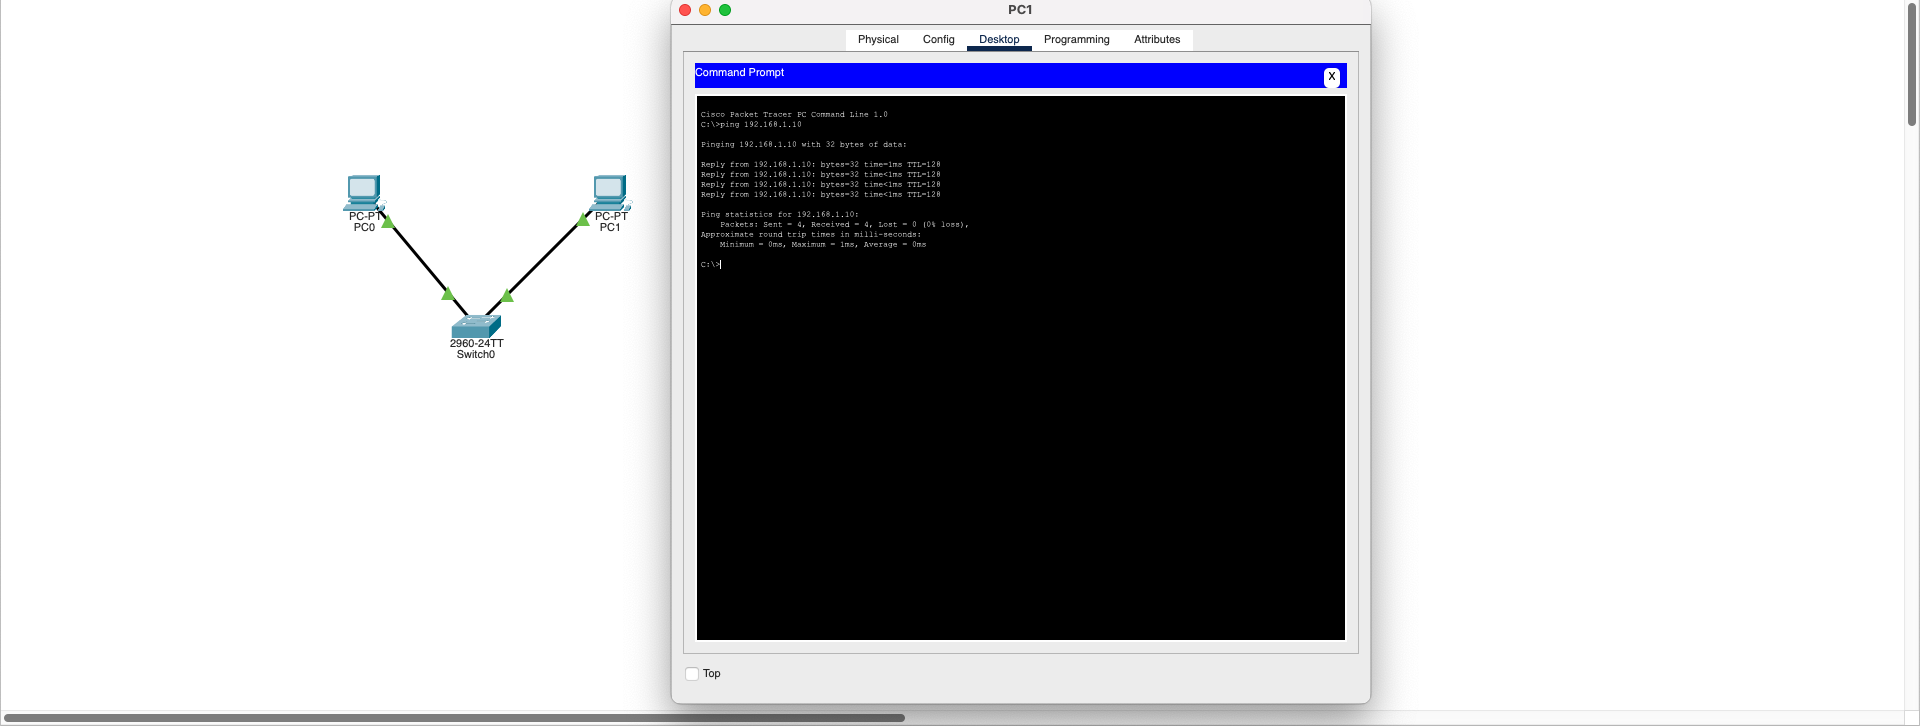 PC1
Physical
Config
Desktop
Programming
Attributes
Command Prompt
X
Cisco Packet Tracer PC Command Line 1.0
C:\>ping 192.168.1.10
Pinging 192.168.1.10 with 32 bytes of data:
Reply from 192.168.1.10: bytes=32 time=1ms TTL=128
Reply from 192.168.1.10: bytes=32 time<1ms TTL=128
Reply from 192.168.1.10: bytes=32 time<1ms TTL=128
Reply from 192.168.1.10: bytes=32 time<1ms TTL=128
Ping statistics for 192.168.1.10:
Packets: Sent = 4, Received = 4, Lost = 0 (0% loss),
Approximate round trip times in milli-seconds:
Minimum = 0ms, Maximum = 1ms, Average = 0ms
C:\>
Top
PC-PT
PC0
PC-PT
PC1
2960-24TT
Switch0